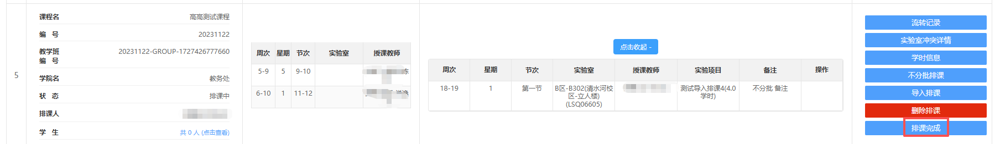 5
课程名 高高测试课程
编 号 20231122
教学班编 号 20231122-GROUP-1727426777660
学院名 教务处
状 态 排课中
排课人
学 生 共 0 人 (点击查看)
周次 星期 节次 实验室 授课教师
5-9 5 9-10
6-10 1 11-12
点击收起 -
周次 星期 节次 实验室 授课教师 实验项目 备注 操作
18-19 1 第一节 B区-B302(清水河校区-立人楼)(LSQ06605) 测试导入排课4(4.0学时) 不分批 备注
流转记录
实验室冲突详情
学时信息
不分批排课
导入排课
删除排课
排课完成